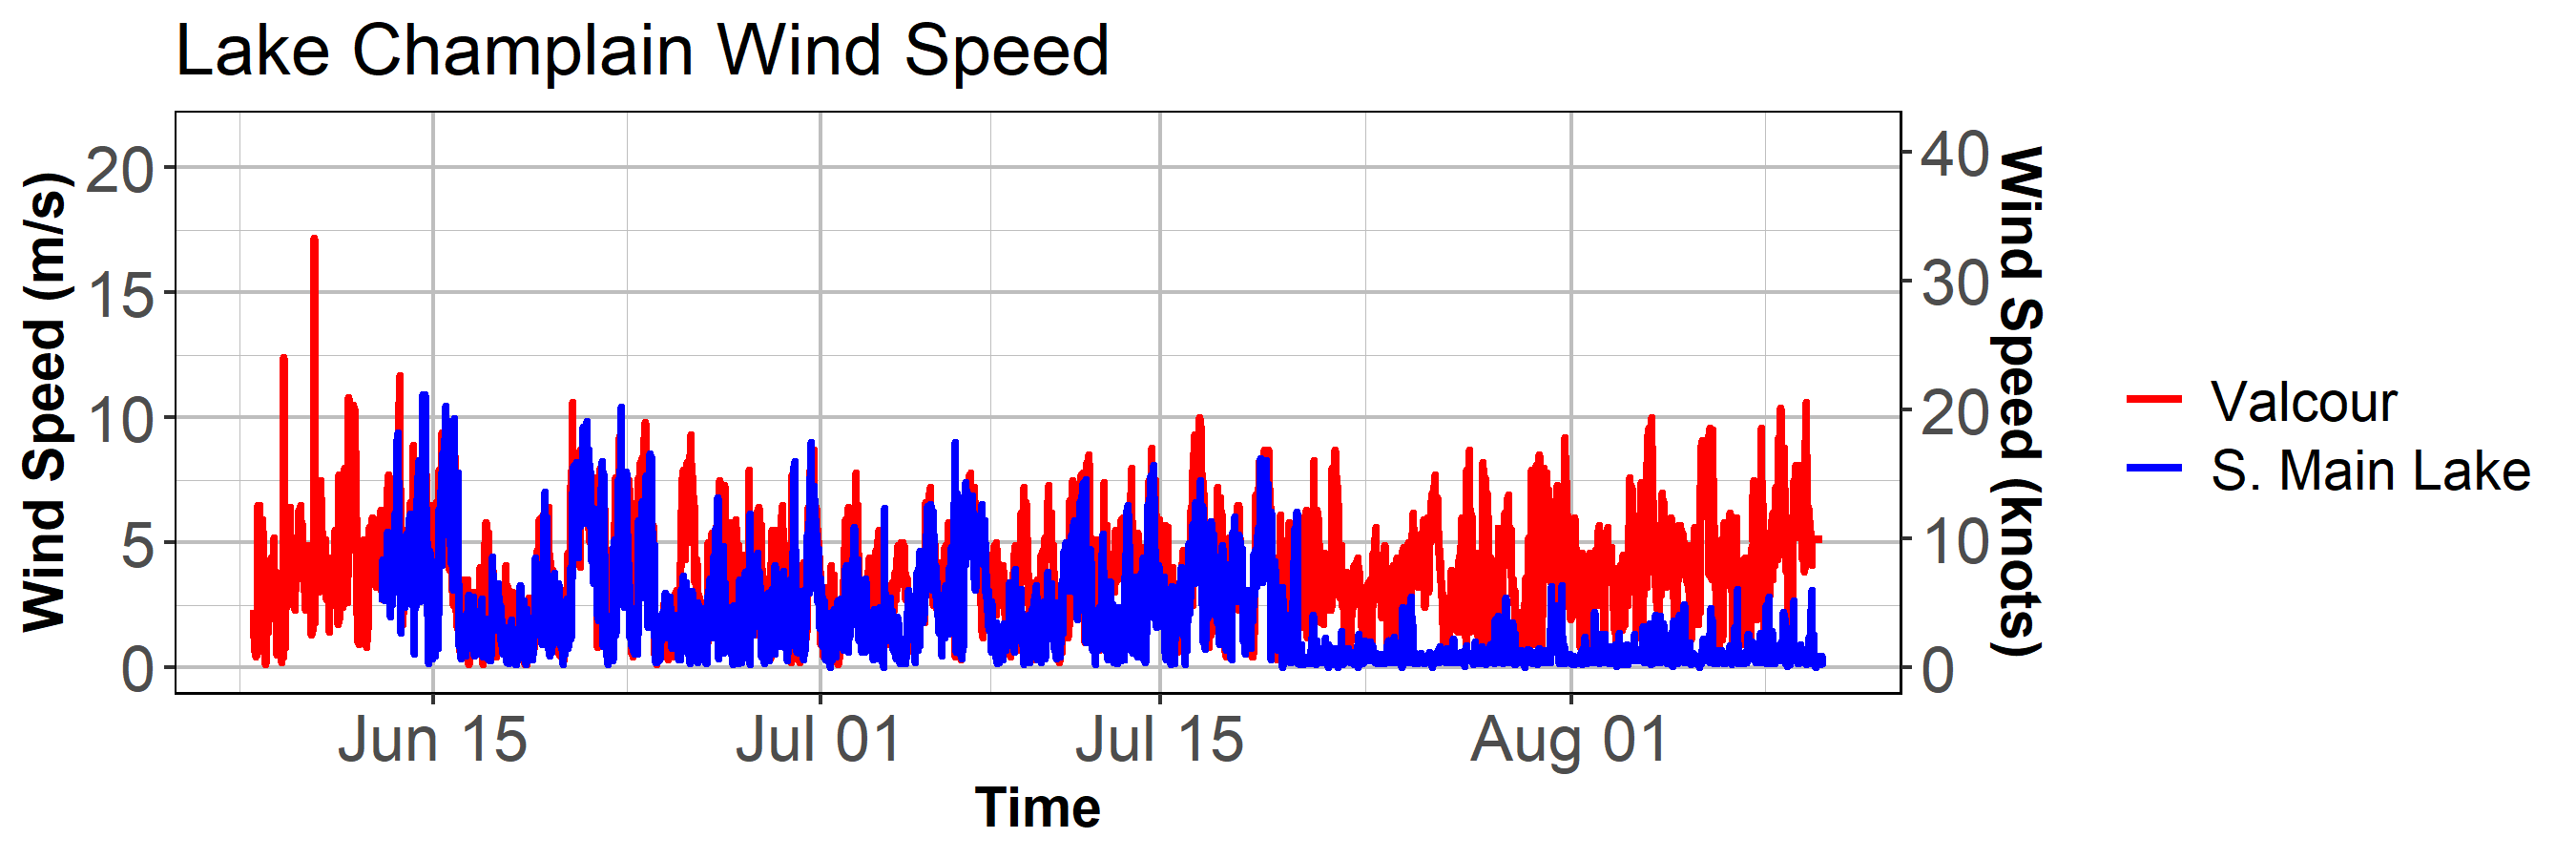 Lake Champlain Wind Speed
Wind Speed (m/s)
20
15
10
5
0
40
30
20
10
0
Wind Speed (knots)
Jun 15
Jul 01
Jul 15
Aug 01
Time
Valcour
S. Main Lake